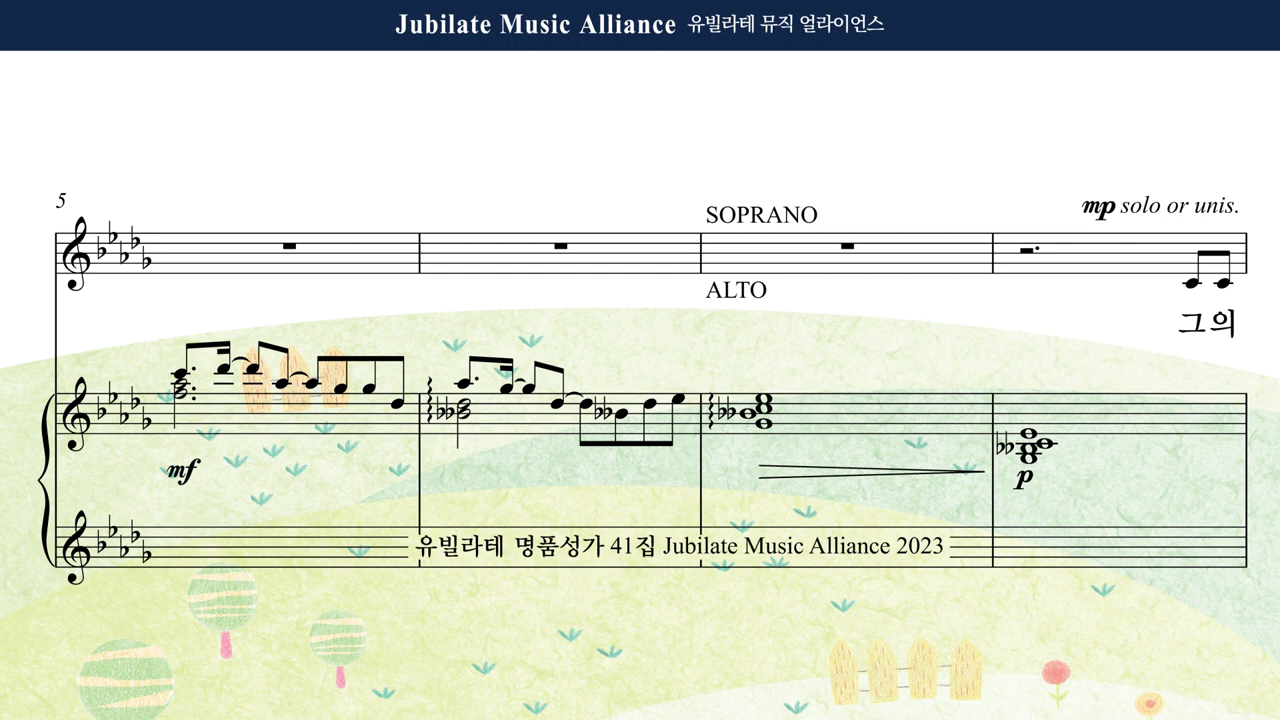 Jubilate Music Alliance 유빌라테 뮤직 얼라이언스
5
SOPRANO
mp solo or unis.
ALTO
그의
mf
p
유빌라테 명품성가 41집 Jubilate Music Alliance 2023